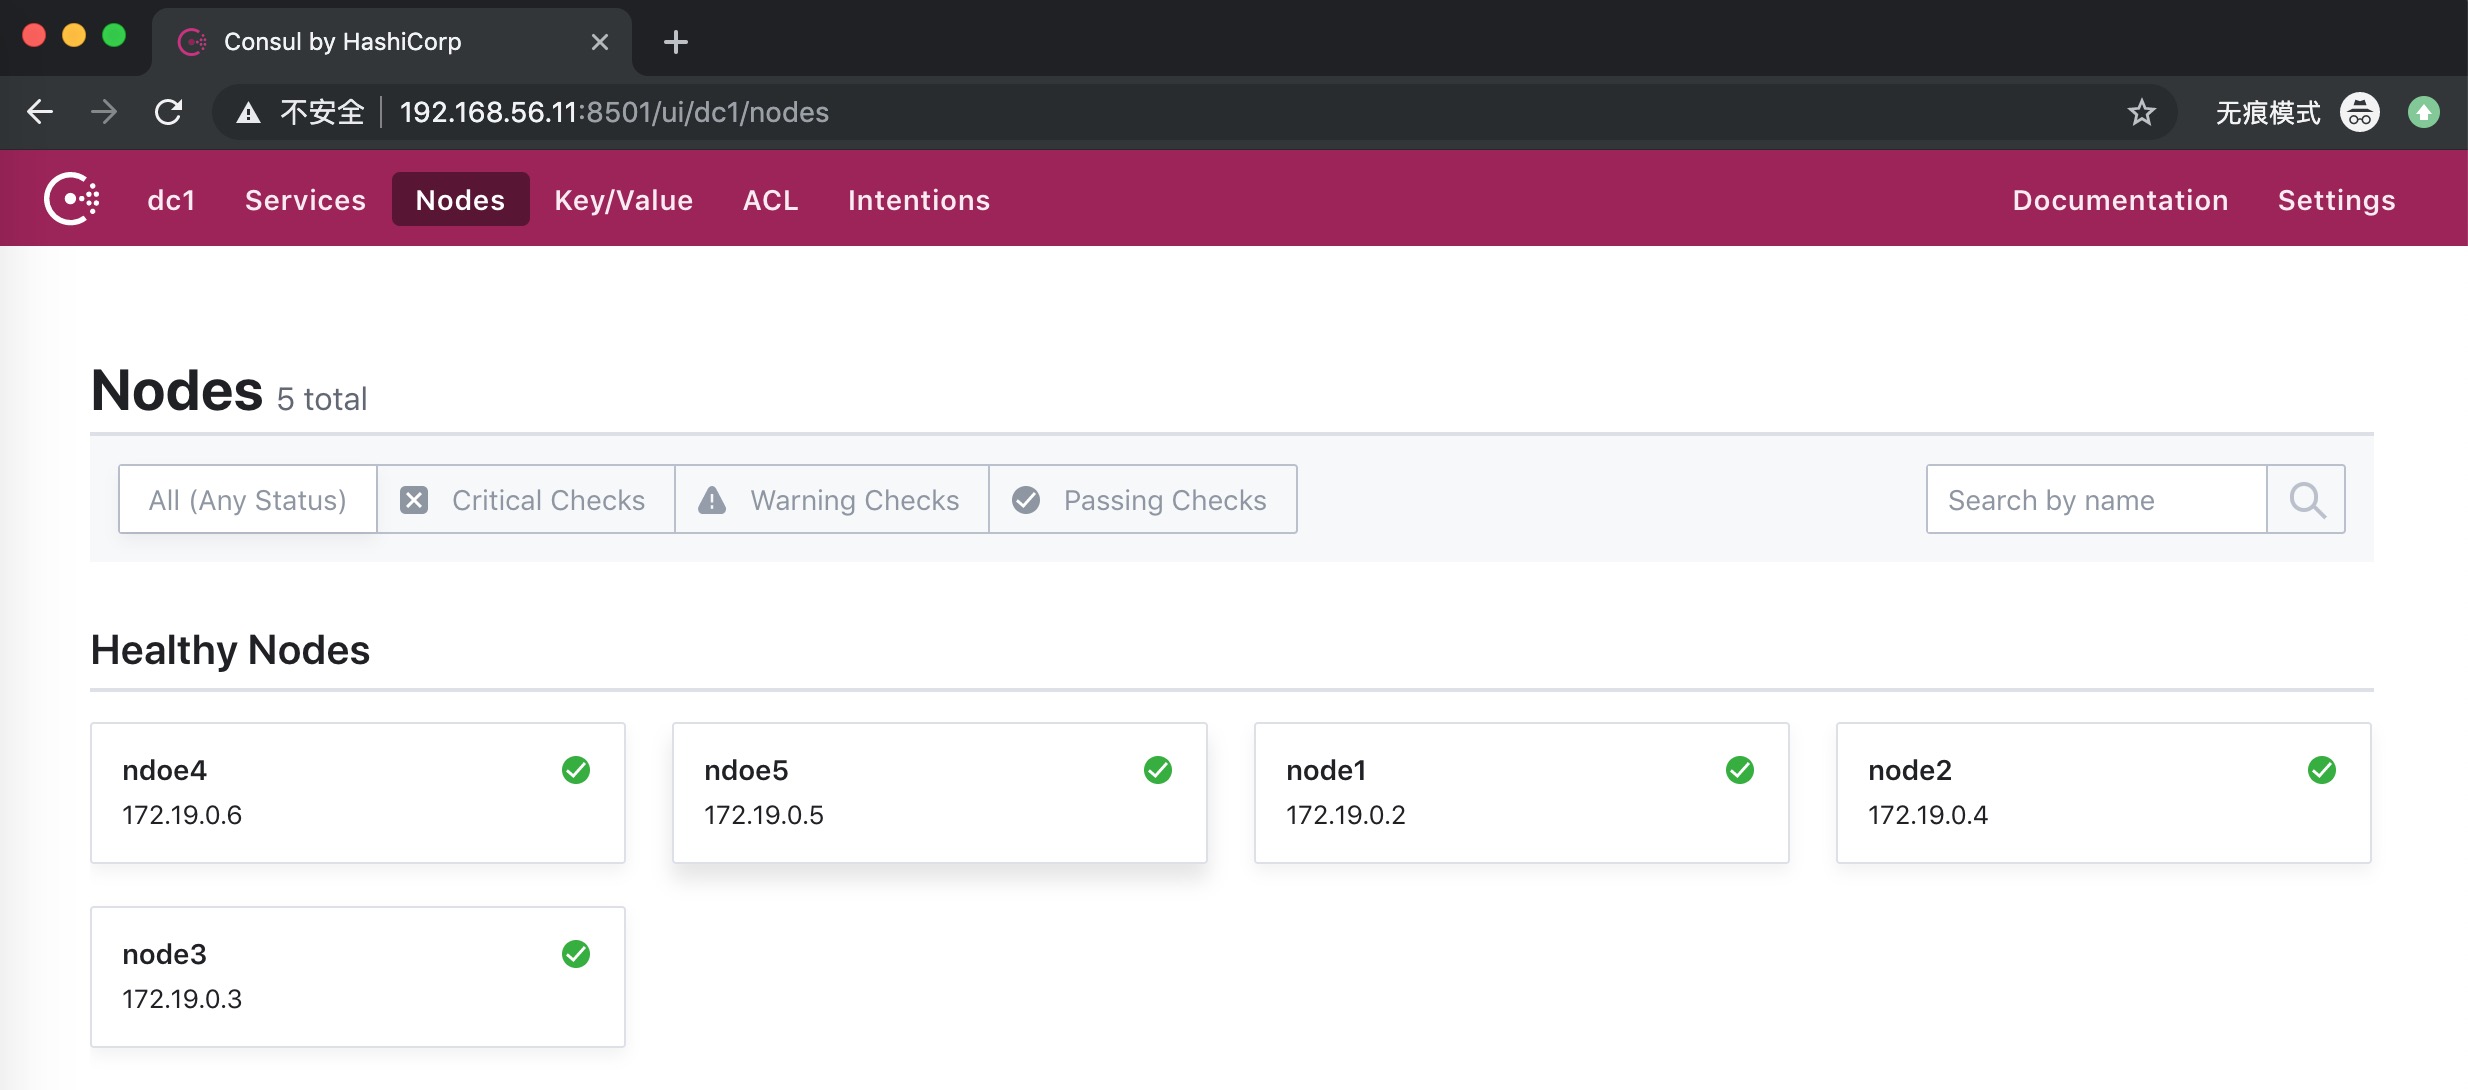 Consul by HashiCorp
不安全 192.168.56.11:8501/ui/dc1/nodes 无痕模式
dc1 Services Nodes Key/Value ACL Intentions Documentation Settings
Nodes 5 total
All (Any Status) Critical Checks Warning Checks Passing Checks Search by name
Healthy Nodes
ndoe4
172.19.0.6
ndoe5
172.19.0.5
node1
172.19.0.2
node2
172.19.0.4
node3
172.19.0.3